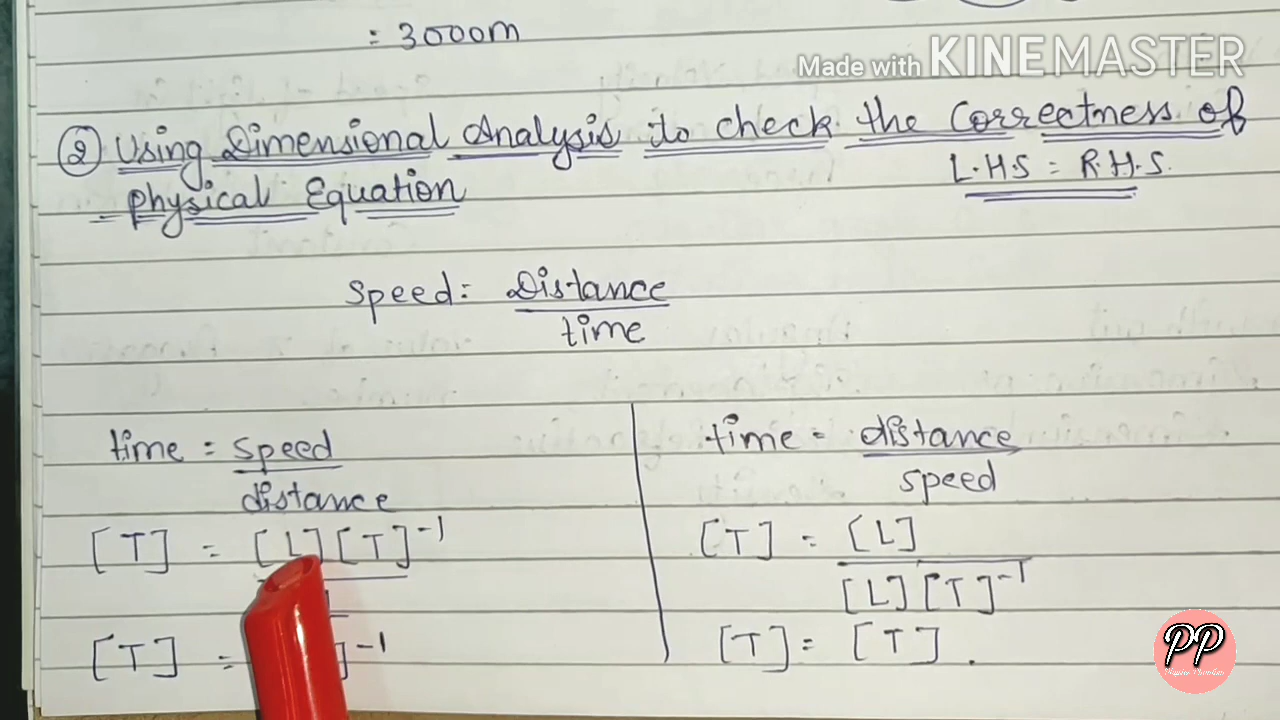 = 3000m
Made with KINEMASTER
② Using Dimensional Analysis to check the Correctness of
Physical Equation
L.H.S = R.H.S.
Speed = Distance
time
time = speed
distance
[T] = [L][T]-1
[T] = ]-1
time = distance
speed
[T] = [L]
[L][T]-1
[T] = [T].
PP